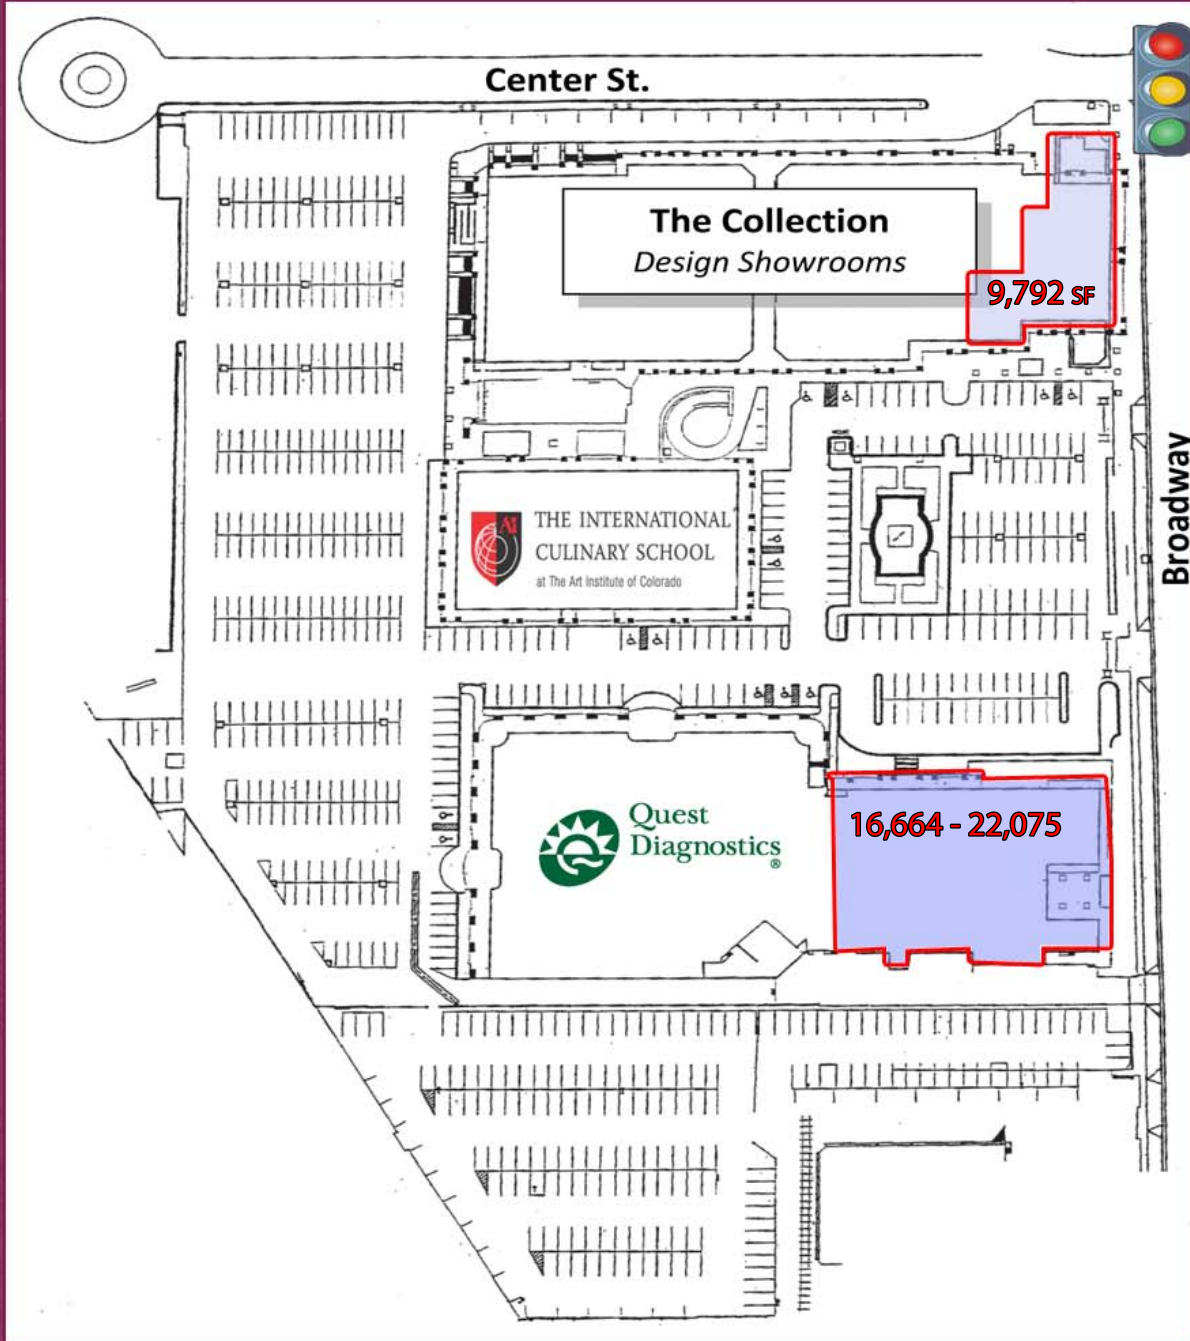 Center St.
The Collection
Design Showrooms
9,792 SF
Broadway
Ai
THE INTERNATIONAL
CULINARY SCHOOL
at The Art Institute of Colorado
Quest
Diagnostics®
16,664 - 22,075